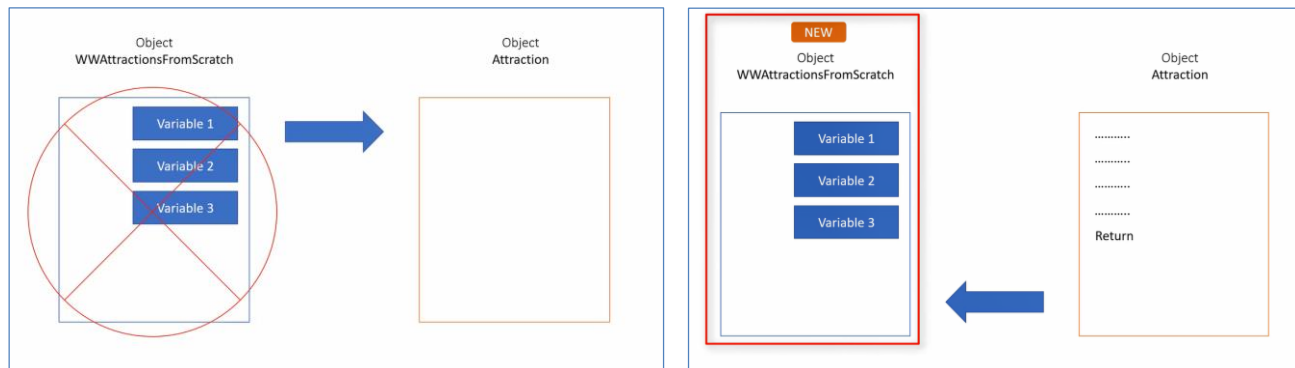 Object
WWAttractionsFromScratch
Variable 1
Variable 2
Variable 3
Object
Attraction
NEW
Object
WWAttractionsFromScratch
Variable 1
Variable 2
Variable 3
Object
Attraction
...........
...........
...........
...........
Return